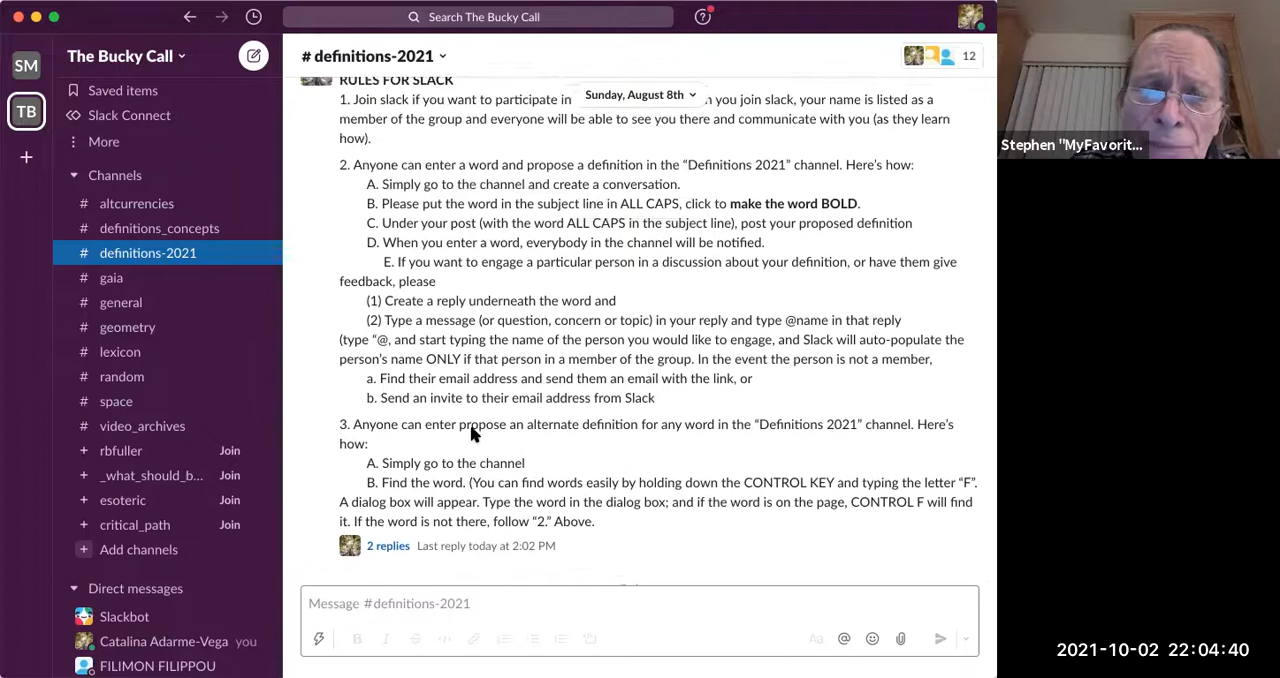 Search The Bucky Call
SM
TB
The Bucky Call
Saved items
Slack Connect
More
Channels
# altcurrencies
# definitions_concepts
# definitions-2021
# gaia
# general
# geometry
# lexicon
# random
# space
# video_archives
+ rbfuller Join
+ _what_should_b... Join
+ esoteric Join
+ critical_path Join
+ Add channels
Direct messages
Slackbot
Catalina Adarme-Vega you
FILIMON FILIPPOU
# definitions-2021
12
RULES FOR SLACK
Sunday, August 8th
1. Join slack if you want to participate in n you join slack, your name is listed as a
member of the group and everyone will be able to see you there and communicate with you (as they learn
how).
2. Anyone can enter a word and propose a definition in the “Definitions 2021” channel. Here’s how:
A. Simply go to the channel and create a conversation.
B. Please put the word in the subject line in ALL CAPS, click to make the word BOLD.
C. Under your post (with the word ALL CAPS in the subject line), post your proposed definition
D. When you enter a word, everybody in the channel will be notified.
E. If you want to engage a particular person in a discussion about your definition, or have them give
feedback, please
(1) Create a reply underneath the word and
(2) Type a message (or question, concern or topic) in your reply and type @name in that reply
(type “@, and start typing the name of the person you would like to engage, and Slack will auto-populate the
person’s name ONLY if that person in a member of the group. In the event the person is not a member,
a. Find their email address and send them an email with the link, or
b. Send an invite to their email address from Slack
3. Anyone can enter propose an alternate definition for any word in the “Definitions 2021” channel. Here’s
how:
A. Simply go to the channel
B. Find the word. (You can find words easily by holding down the CONTROL KEY and typing the letter “F”.
A dialog box will appear. Type the word in the dialog box; and if the word is on the page, CONTROL F will find
it. If the word is not there, follow “2.” Above.
2 replies Last reply today at 2:02 PM
Message #definitions-2021
Stephen "MyFavorit...
2021-10-02 22:04:40